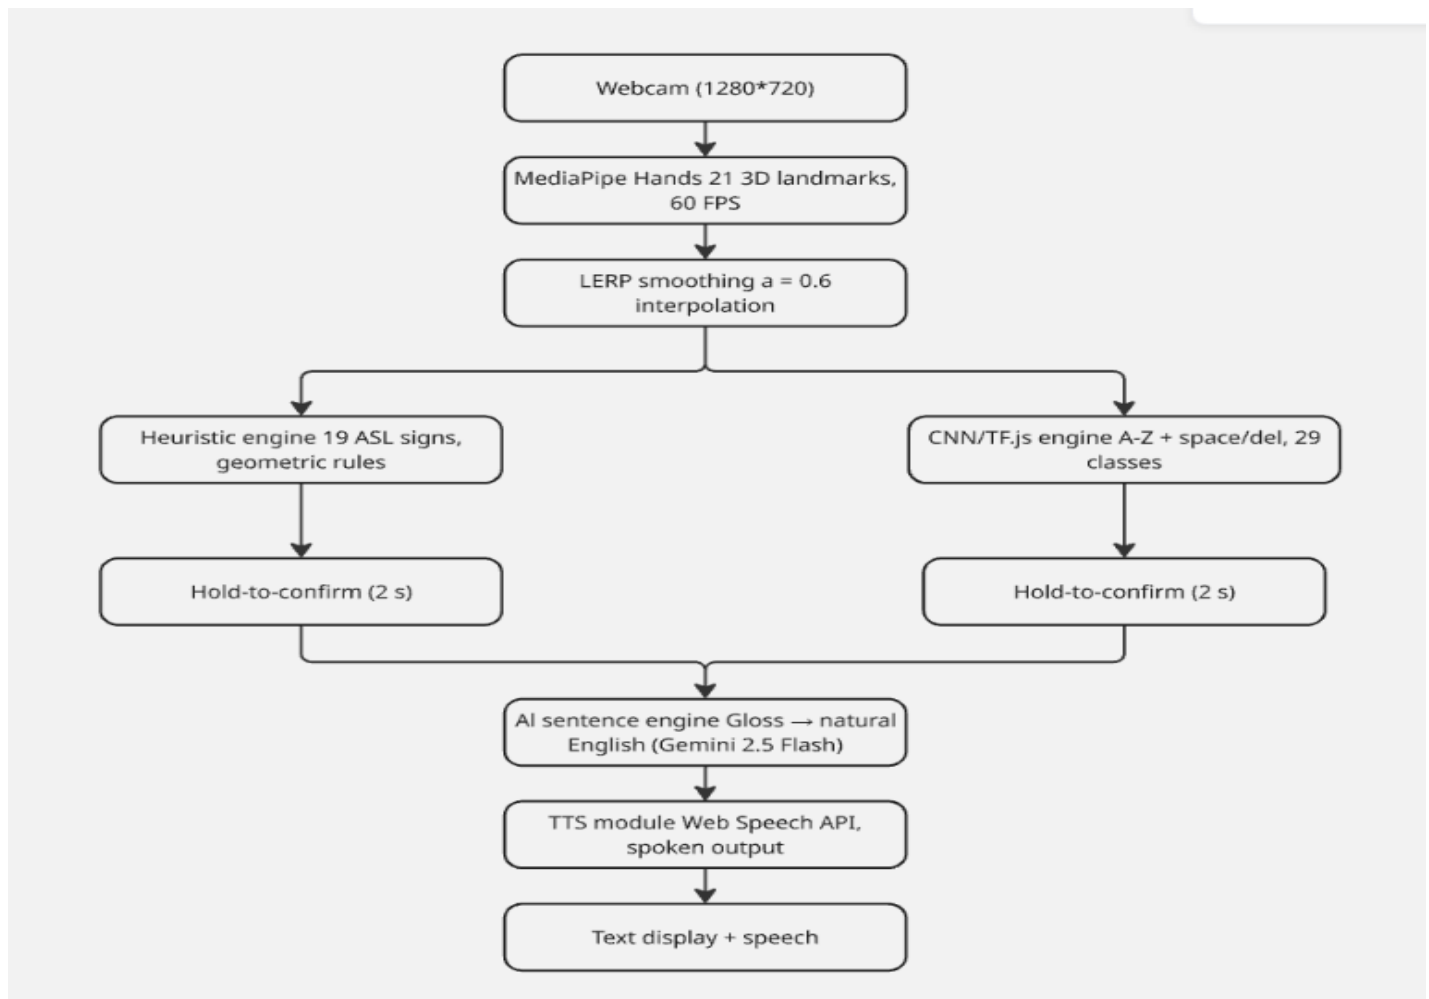 Webcam (1280*720)
MediaPipe Hands 21 3D landmarks,
60 FPS
LERP smoothing a = 0.6
interpolation
Heuristic engine 19 ASL signs,
geometric rules
CNN/TF.js engine A-Z + space/del, 29
classes
Hold-to-confirm (2 s)
Hold-to-confirm (2 s)
AI sentence engine Gloss → natural
English (Gemini 2.5 Flash)
TTS module Web Speech API,
spoken output
Text display + speech